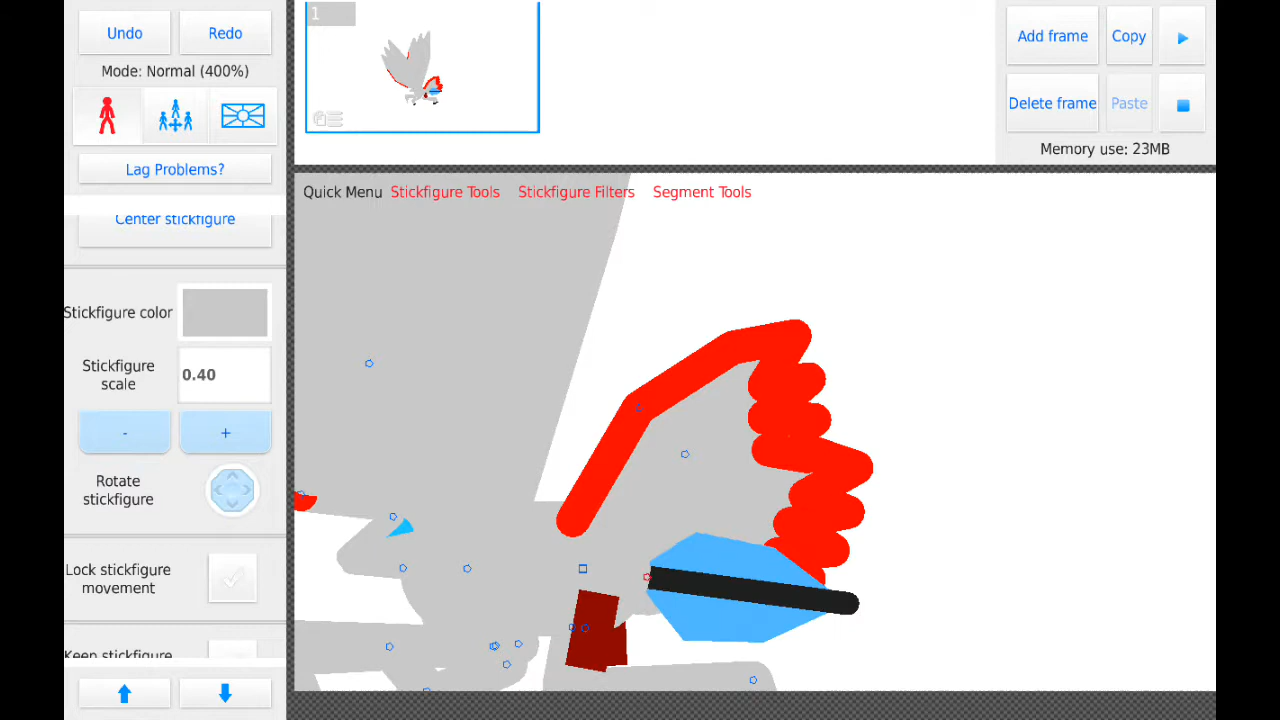 Undo
Redo
Mode: Normal (400%)
Lag Problems?
Center stickfigure
Stickfigure color
Stickfigure
scale
0.40
-
+
Rotate
stickfigure
Lock stickfigure
movement
Keep stickfigure
1
Add frame
Copy
Delete frame
Paste
Memory use: 23MB
Quick Menu Stickfigure Tools Stickfigure Filters Segment Tools